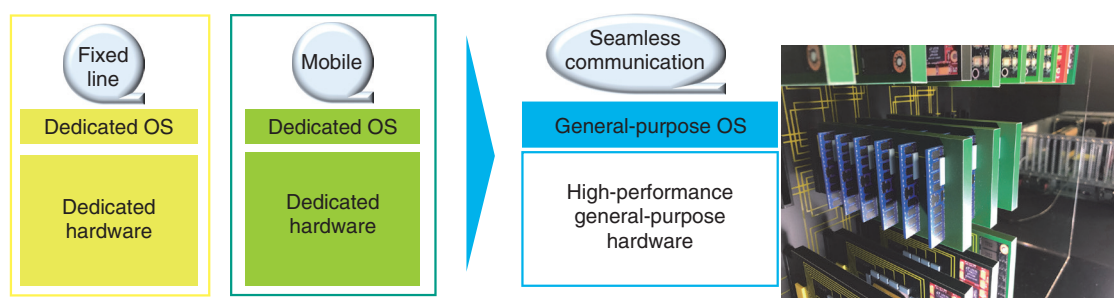 Fixed
line
Dedicated OS
Dedicated
hardware
Mobile
Dedicated OS
Dedicated
hardware
Seamless
communication
General-purpose OS
High-performance
general-purpose
hardware